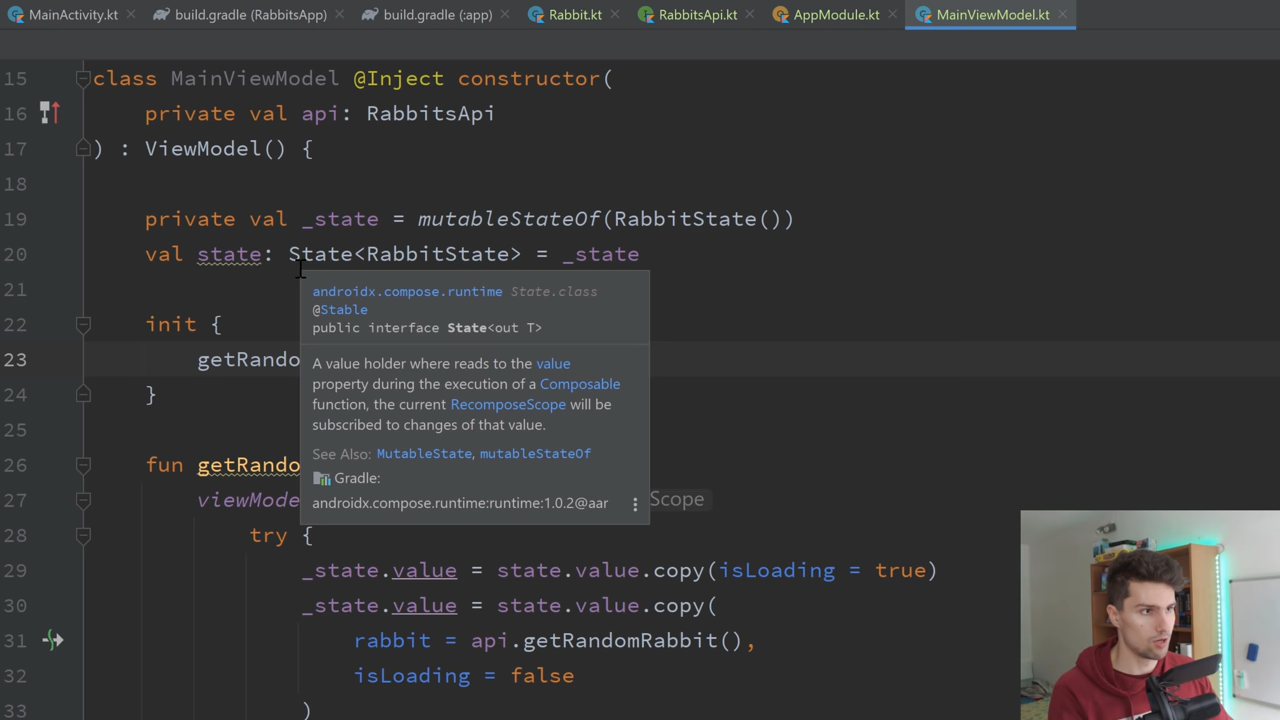 MainActivity.kt build.gradle (RabbitsApp) build.gradle (:app) Rabbit.kt RabbitsApi.kt AppModule.kt MainViewModel.kt
15 class MainViewModel @Inject constructor(
16 private val api: RabbitsApi
17 ) : ViewModel() {
18
19 private val _state = mutableStateOf(RabbitState())
20 val state: State<RabbitState> = _state
21
androidx.compose.runtime State.class
@Stable
22 init {
public interface State<out T>
23 getRando
A value holder where reads to the value
property during the execution of a Composable
24 }
function, the current RecomposeScope will be
subscribed to changes of that value.
25
See Also: MutableState, mutableStateOf
26 fun getRando
Gradle:
27 viewMode Scope
androidx.compose.runtime:runtime:1.0.2@aar
28 try {
29 _state.value = state.value.copy(isLoading = true)
30 _state.value = state.value.copy(
31 rabbit = api.getRandomRabbit(),
32 isLoading = false
33 )